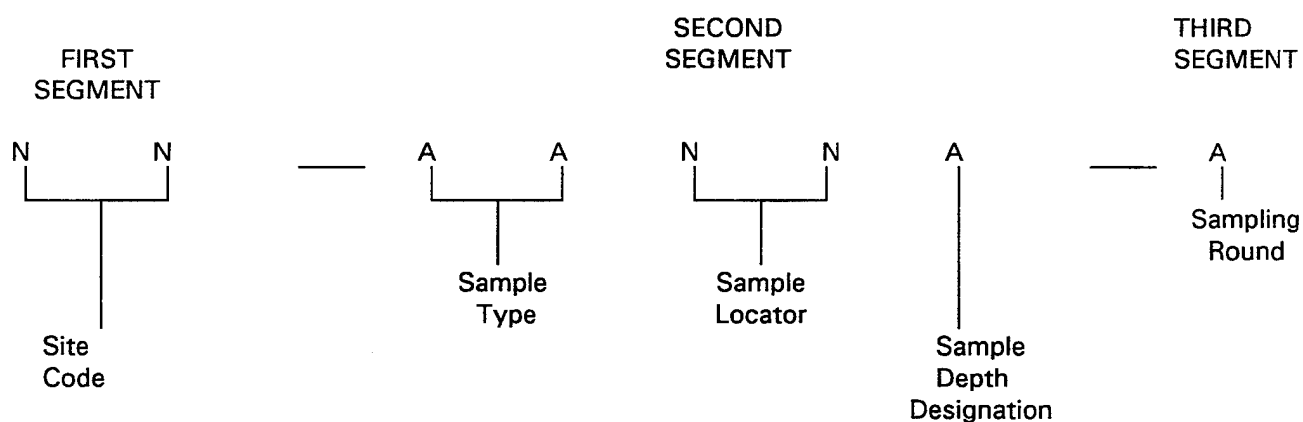 FIRST
SEGMENT
SECOND
SEGMENT
THIRD
SEGMENT
N N — A A N N A — A
Sampling
Round
Sample
Type
Sample
Locator
Site
Code
Sample
Depth
Designation